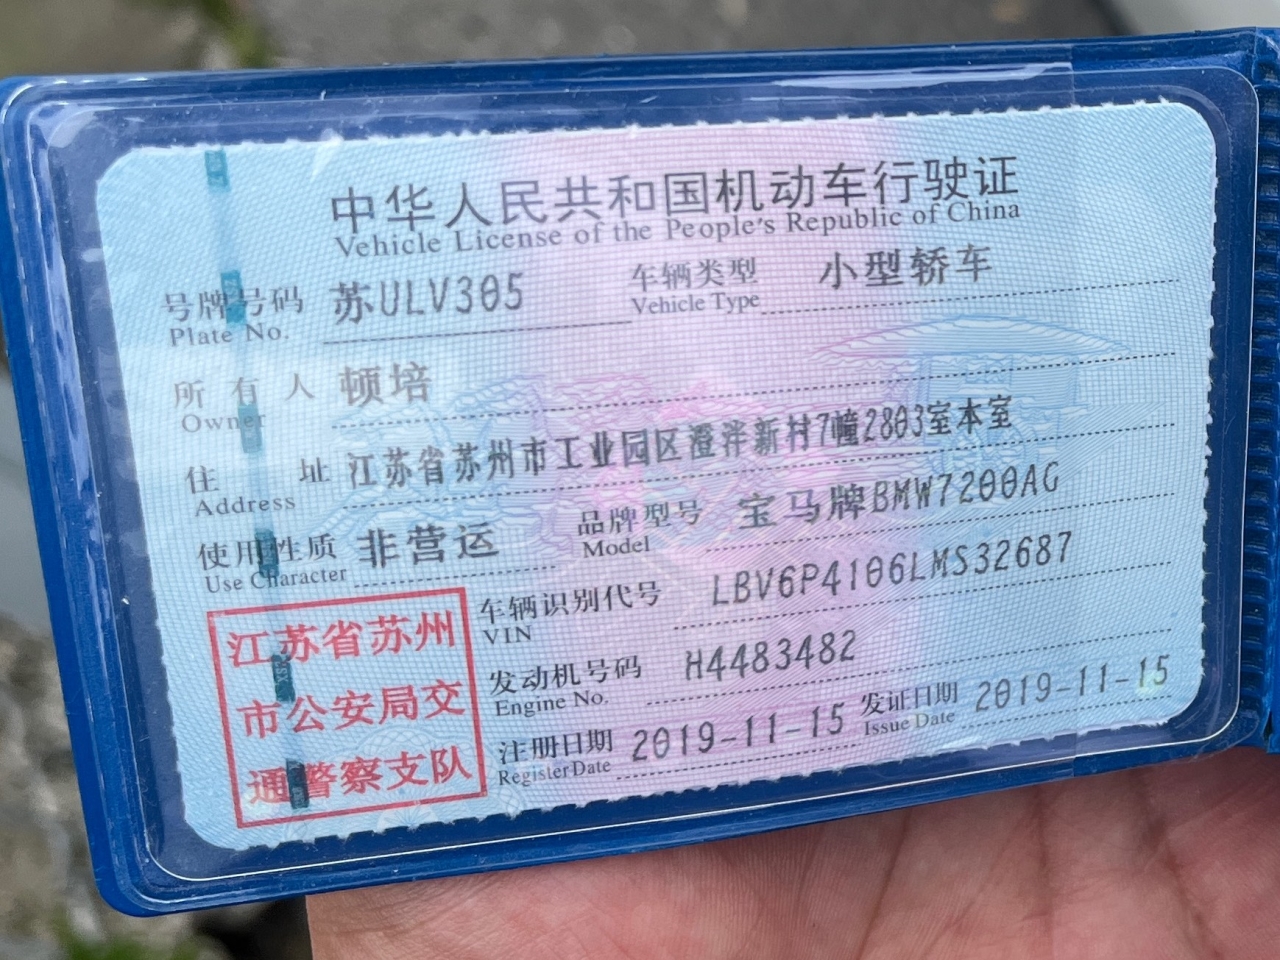 中华人民共和国机动车行驶证
Vehicle License of the People's Republic of China
号牌号码 苏ULV305 车辆类型 小型轿车
Plate No. Vehicle Type
所有人 顿培
Owner
住址 江苏省苏州市工业园区澄泮新村7幢2803室本室
Address
使用性质 非营运 品牌型号 宝马牌BMW7200AG
Use Character Model
车辆识别代号 LBV6P4106LMS32687
VIN
发动机号码 H4483482
Engine No.
注册日期 2019-11-15 发证日期 2019-11-15
Register Date Issue Date
江苏省苏州
市公安局交
通警察支队